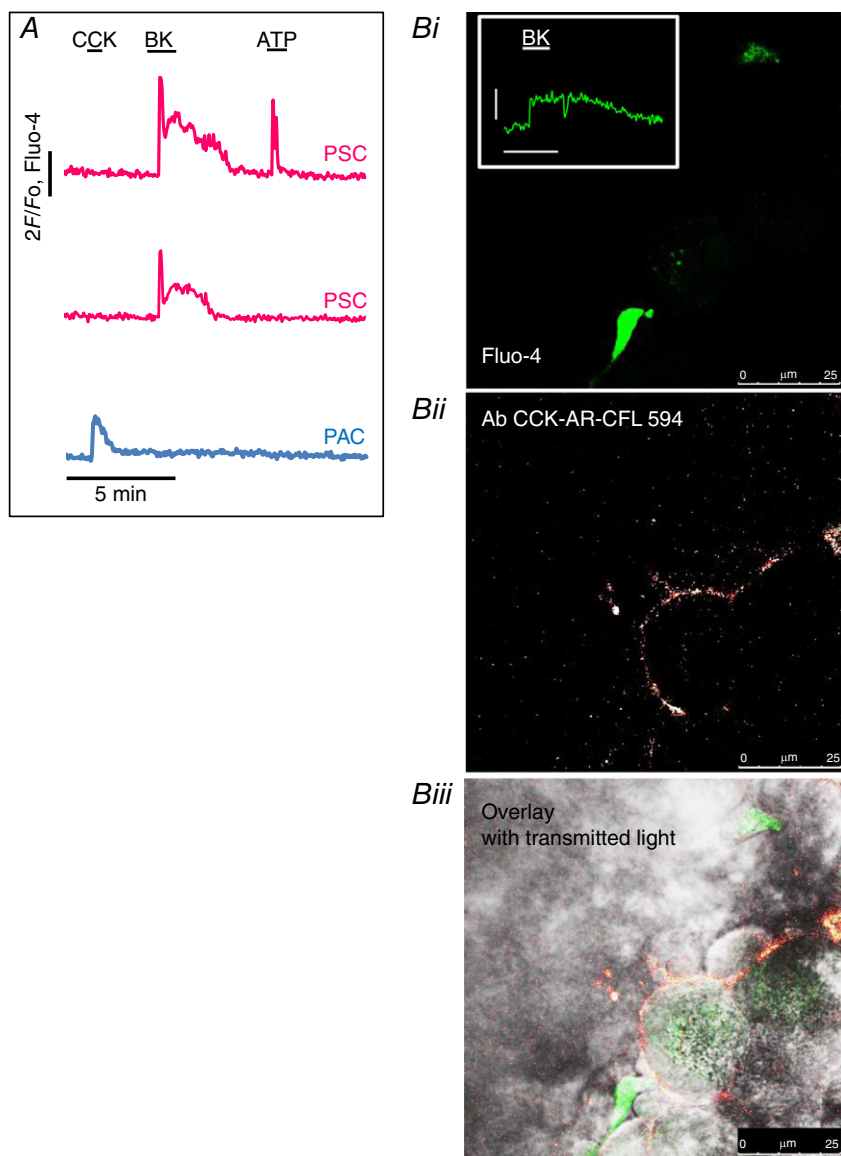 A
CCK BK ATP
2F/Fo, Fluo-4
PSC
PSC
PAC
5 min
Bi
BK
Fluo-4
0 µm 25
Bii
Ab CCK-AR-CFL 594
0 µm 25
Biii
Overlay
with transmitted light
0 µm 25